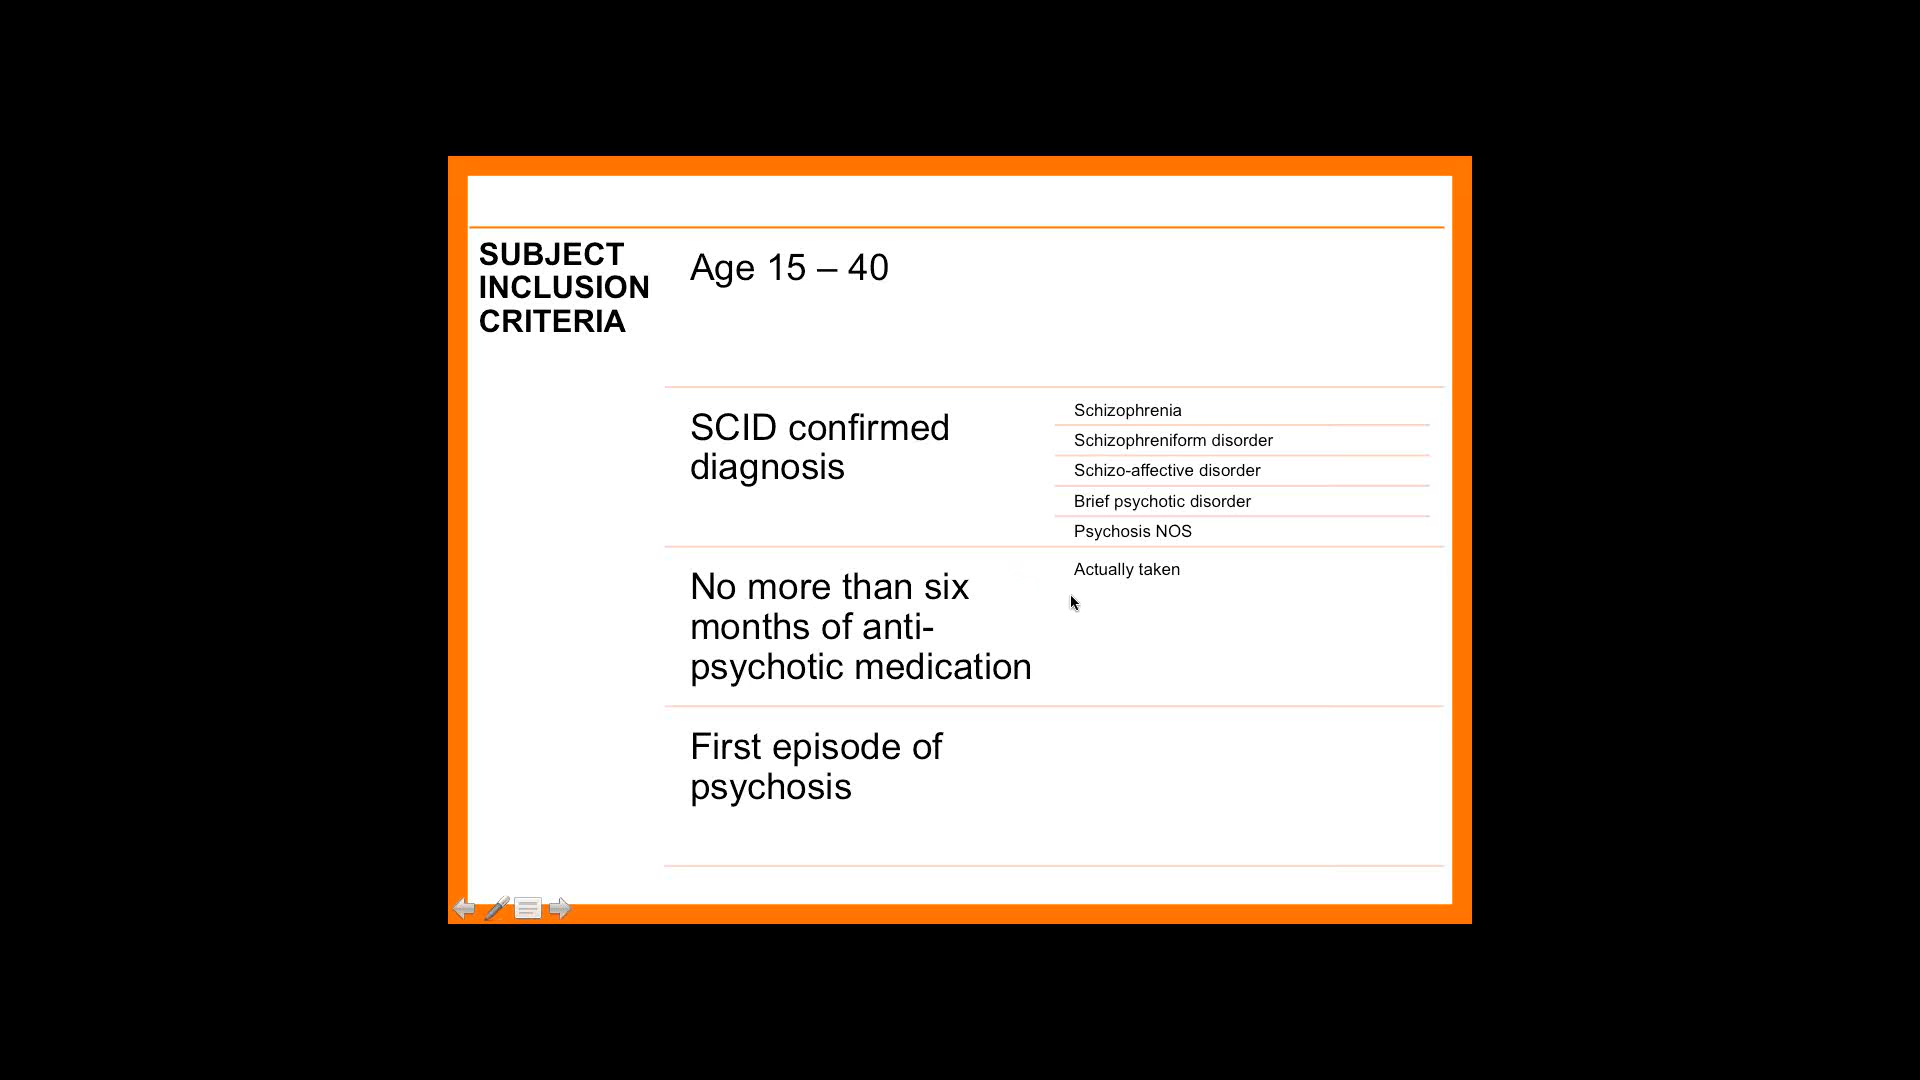 SUBJECT
INCLUSION
CRITERIA
Age 15 – 40
SCID confirmed
diagnosis
Schizophrenia
Schizophreniform disorder
Schizo-affective disorder
Brief psychotic disorder
Psychosis NOS
No more than six
months of anti-
psychotic medication
Actually taken
First episode of
psychosis